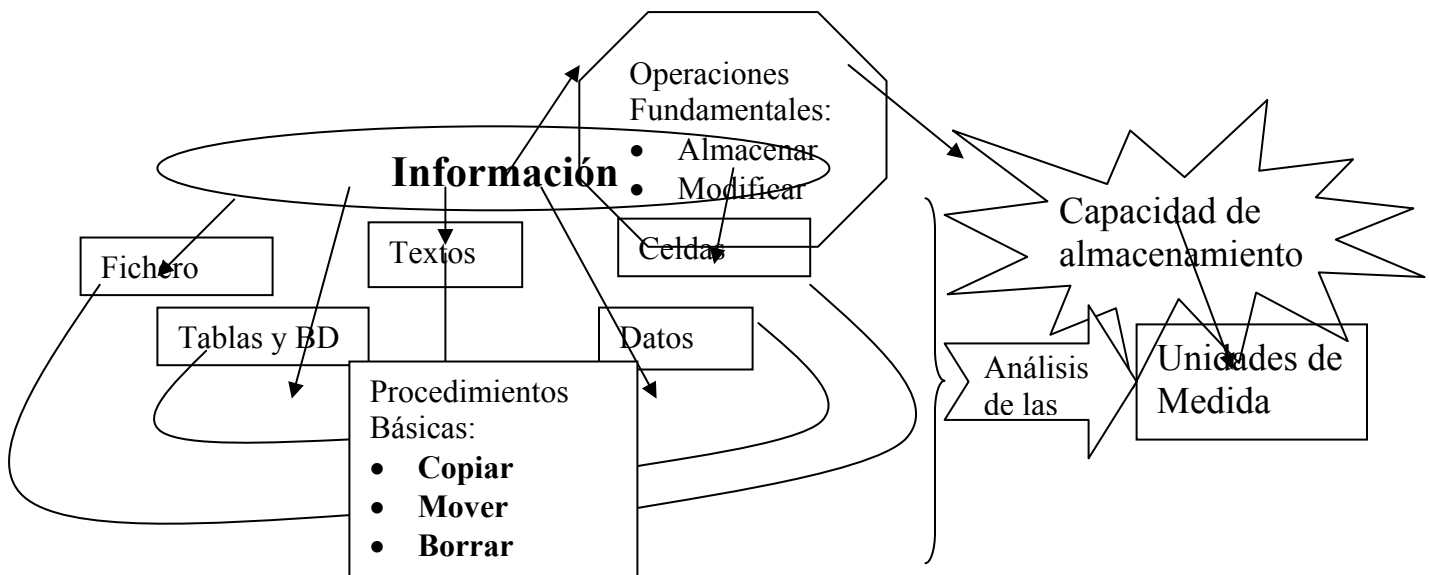 Operaciones
Fundamentales:
• Almacenar
• Modificar
Información
Capacidad de
almacenamiento
Fichero
Textos
Celdas
Tablas y BD
Datos
Procedimientos
Básicas:
• Copiar
• Mover
• Borrar
Análisis
de las
Unidades de
Medida